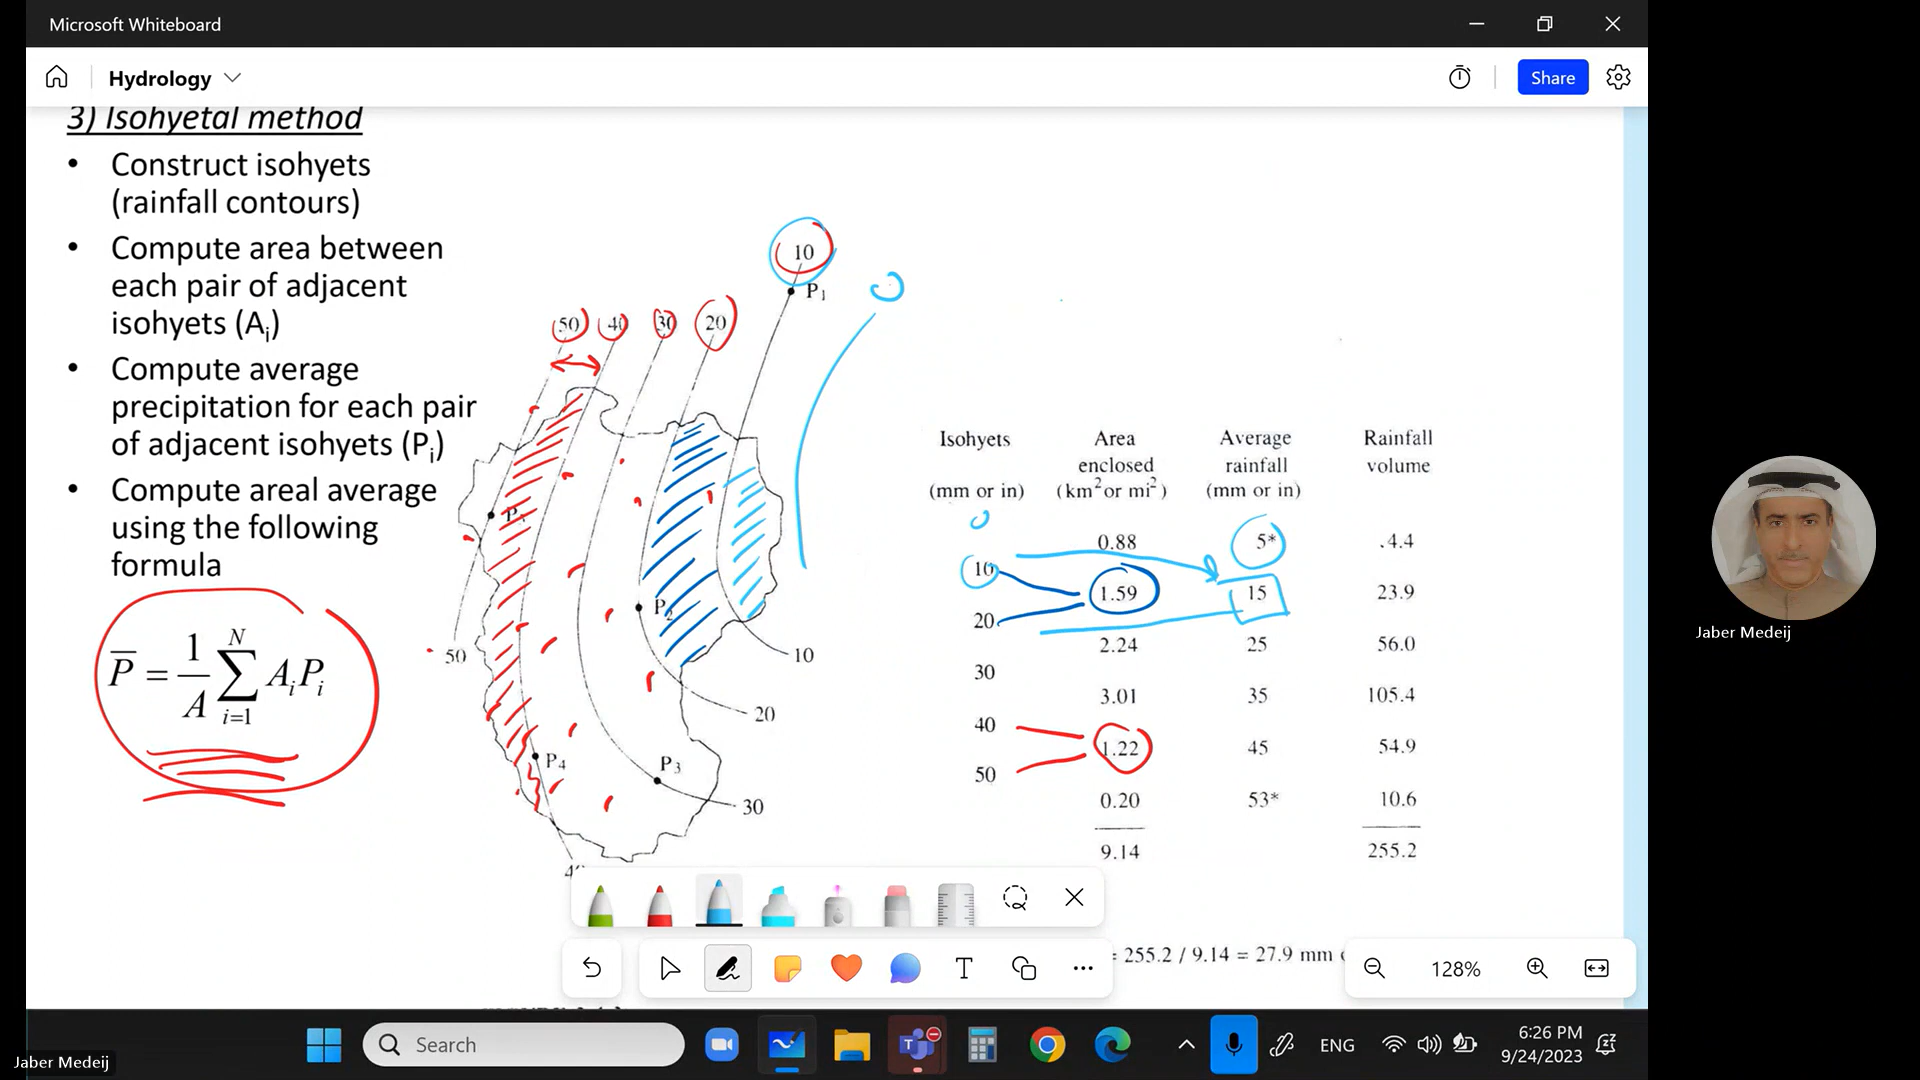 Microsoft Whiteboard
Hydrology
Share
3) Isohyetal method
• Construct isohyets
(rainfall contours)
• Compute area between
each pair of adjacent
isohyets (Ai)
• Compute average
precipitation for each pair
of adjacent isohyets (Pi)
• Compute areal average
using the following
formula
P̅ = 1/A ∑ i=1 N AiPi
10
P1
0
50 40 30 20
P2
P4
P3
50
10
20
30
Isohyets Area Average Rainfall
enclosed rainfall volume
(mm or in) (km² or mi²) (mm or in)
0
0.88 5* .4.4
10
1.59 15 23.9
20
2.24 25 56.0
30
3.01 35 105.4
40
1.22 45 54.9
50
0.20 53* 10.6
9.14 255.2
= 255.2 / 9.14 = 27.9 mm
T
128%
Search
ENG
6:26 PM
9/24/2023
Jaber Medeij
Jaber Medeij